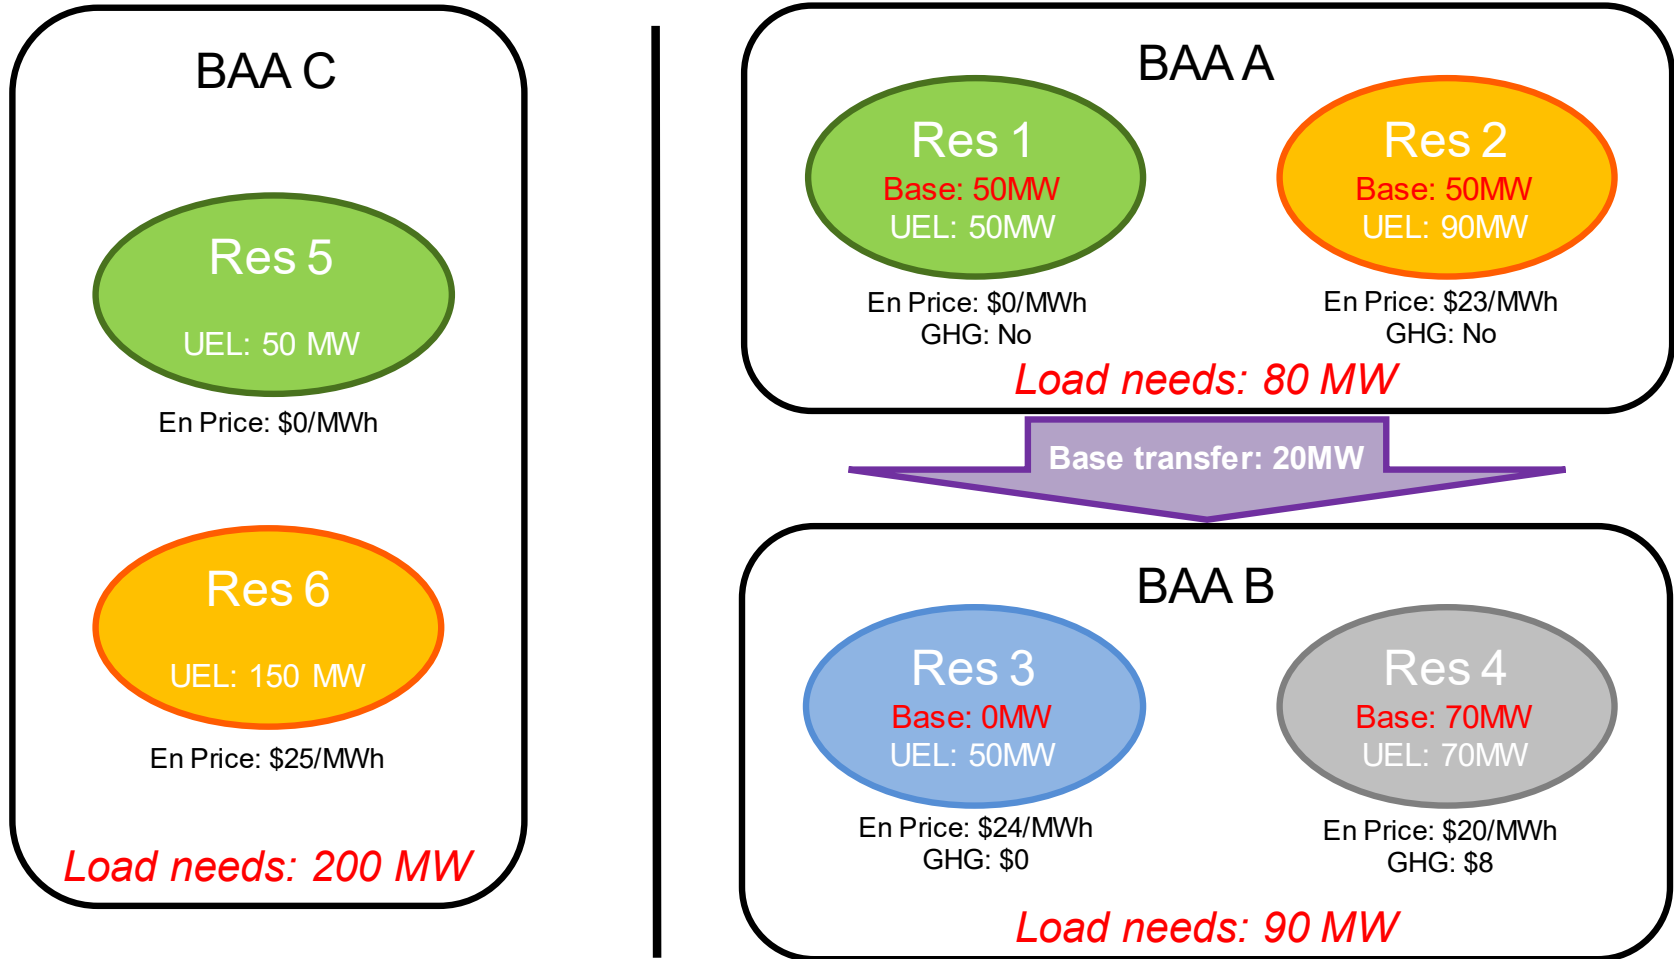 BAA C
Res 5
UEL: 50 MW
En Price: $0/MWh
Res 6
UEL: 150 MW
En Price: $25/MWh
Load needs: 200 MW
BAA A
Res 1
Base: 50MW
UEL: 50MW
En Price: $0/MWh
GHG: No
Res 2
Base: 50MW
UEL: 90MW
En Price: $23/MWh
GHG: No
Load needs: 80 MW
Base transfer: 20MW
BAA B
Res 3
Base: 0MW
UEL: 50MW
En Price: $24/MWh
GHG: $0
Res 4
Base: 70MW
UEL: 70MW
En Price: $20/MWh
GHG: $8
Load needs: 90 MW